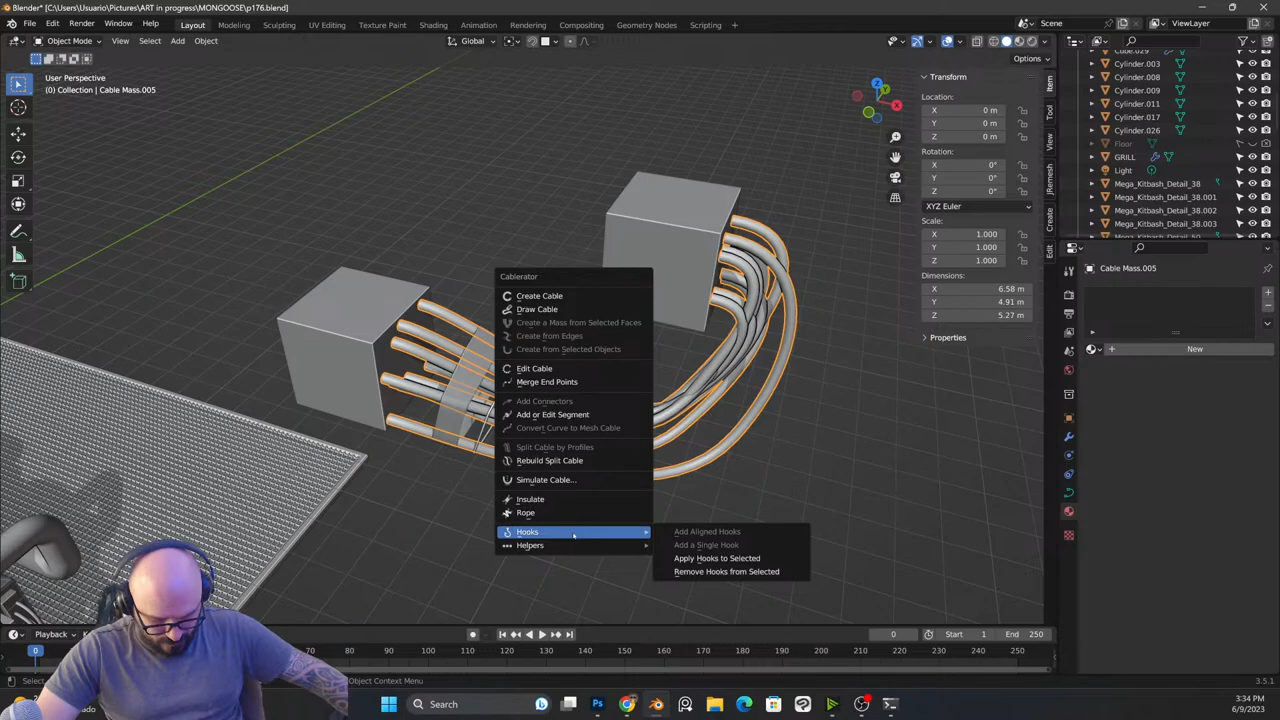 Blender* [C:\Users\Usuario\Pictures\ART in progress\MONGOOSE\p176.blend]
File Edit Render Window Help Layout Modeling Sculpting UV Editing Texture Paint Shading Animation Rendering Compositing Geometry Nodes Scripting + Scene ViewLayer
Object Mode View Select Add Object Global
Options
User Perspective
(0) Collection | Cable Mass.005
Z
Y
X
Transform
Location:
X 0 m
Y 0 m
Z 0 m
Rotation:
X 0°
Y 0°
Z 0°
XYZ Euler
Scale:
X 1.000
Y 1.000
Z 1.000
Dimensions:
X 6.58 m
Y 4.91 m
Z 5.27 m
Properties
Item
Tool
View
JRemesh
Create
Edit
Cube.029
Cylinder.003
Cylinder.008
Cylinder.009
Cylinder.011
Cylinder.017
Cylinder.026
Floor
GRILL
Light
Mega_Kitbash_Detail_38
Mega_Kitbash_Detail_38.001
Mega_Kitbash_Detail_38.002
Mega_Kitbash_Detail_38.003
Cable Mass.005
+ New
Cablerator
Create Cable
Draw Cable
Create a Mass from Selected Faces
Create from Edges
Create from Selected Objects
Edit Cable
Merge End Points
Add Connectors
Add or Edit Segment
Convert Curve to Mesh Cable
Split Cable by Profiles
Rebuild Split Cable
Simulate Cable...
Insulate
Rope
Hooks
Helpers
Add Aligned Hooks
Add a Single Hook
Apply Hooks to Selected
Remove Hooks from Selected
Playback
0 Start 1 End 250
0 70 80 90 100 110 120 130 140 150 160 170 180 190 200 210 220 230 240 250
Select Object Context Menu 3.5.1
Search
3:34 PM
6/9/2023